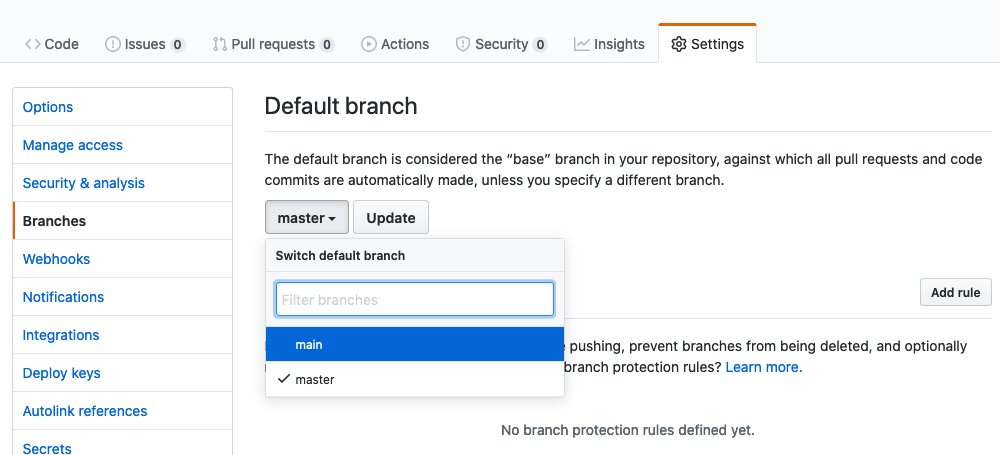 Code Issues 0 Pull requests 0 Actions Security 0 Insights Settings
Options
Manage access
Security & analysis
Branches
Webhooks
Notifications
Integrations
Deploy keys
Autolink references
Secrets
Default branch
The default branch is considered the “base” branch in your repository, against which all pull requests and code
commits are automatically made, unless you specify a different branch.
master Update
Switch default branch
Filter branches
main
master
Add rule
pushing, prevent branches from being deleted, and optionally
branch protection rules? Learn more.
No branch protection rules defined yet.